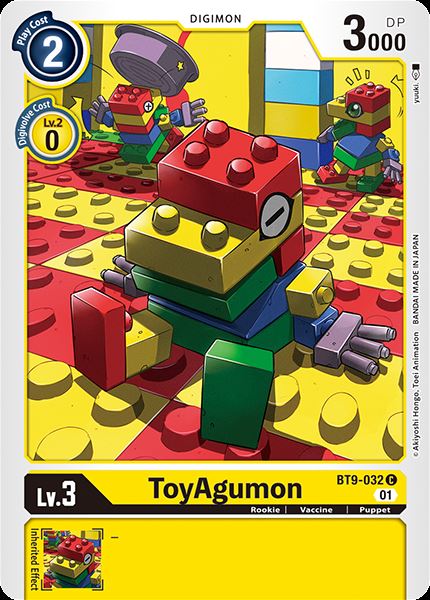 DIGIMON
Play Cost
2
3000
DP
Digivolve Cost
Lv.2
0
yuuki.
©Akiyoshi Hongo, Toei Animation BANDAI MADE IN JAPAN
Lv.3
ToyAgumon
BT9-032 C
01
Rookie | Vaccine | Puppet
Inherited Effect
–